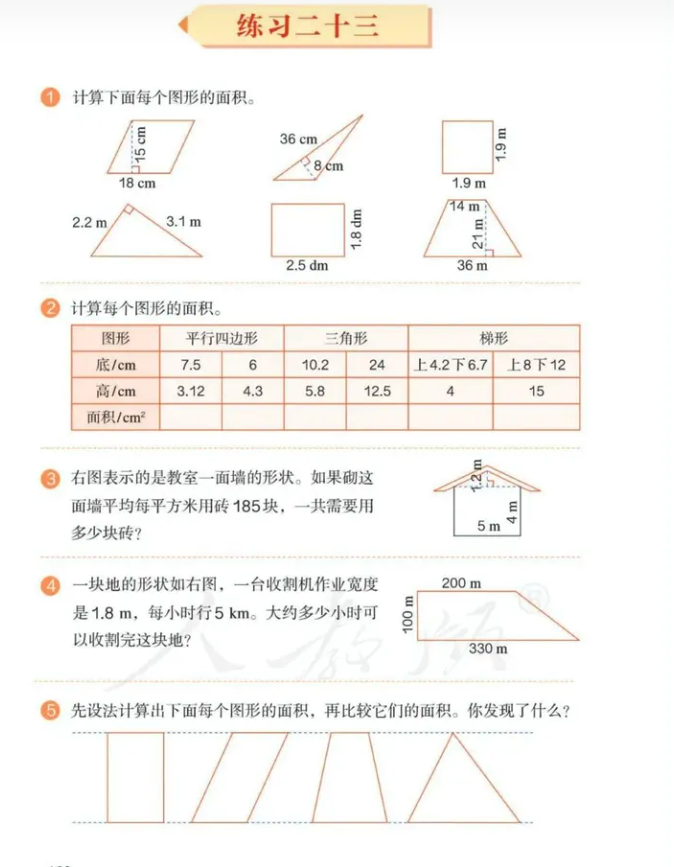 练习二十三
1 计算下面每个图形的面积。
15 cm
18 cm
36 cm
8 cm
1.9 m
1.9 m
2.2 m
3.1 m
1.8 dm
2.5 dm
14 m
21 m
36 m
2 计算每个图形的面积。
图形 平行四边形 三角形 梯形
底/cm 7.5 6 10.2 24 上4.2下6.7 上8下12
高/cm 3.12 4.3 5.8 12.5 4 15
面积/cm²
3 右图表示的是教室一面墙的形状。如果砌这
面墙平均每平方米用砖185块，一共需要用
多少块砖？
1.2 m
4 m
5 m
4 一块地的形状如右图，一台收割机作业宽度
是1.8 m，每小时行5 km。大约多少小时可
以收割完这块地？
200 m
100 m
330 m
人教
5 先设法计算出下面每个图形的面积，再比较它们的面积。你发现了什么？